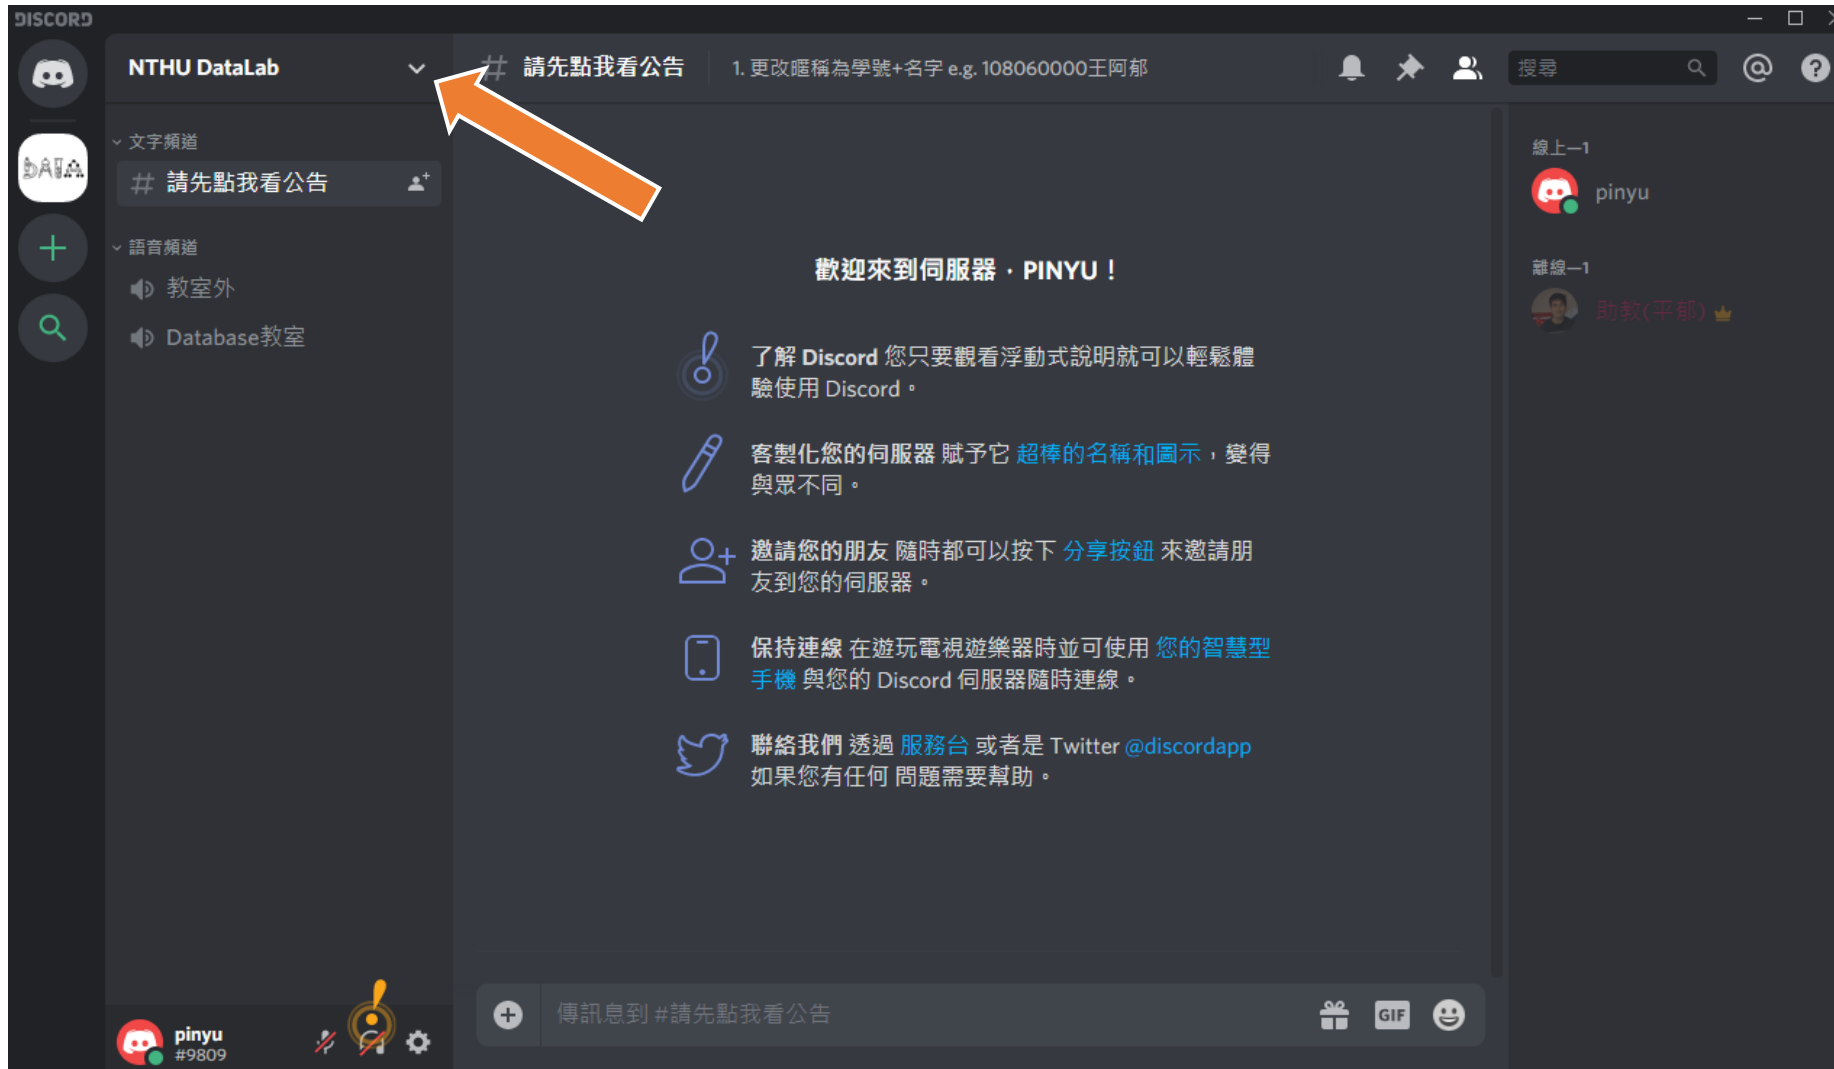 DISCORD
NTHU DataLab
請先點我看公告
1. 更改暱稱為學號+名字 e.g. 108060000王阿郁
搜尋
文字頻道
DATA
請先點我看公告
語音頻道
教室外
Database教室
歡迎來到伺服器，PINYU！
了解 Discord 您只要觀看浮動式說明就可以輕鬆體
驗使用 Discord。
客製化您的伺服器 賦予它 超棒的名稱和圖示，變得
與眾不同。
邀請您的朋友 隨時都可以按下 分享按鈕 來邀請朋
友到您的伺服器。
保持連線 在遊玩電視遊樂器時並可使用 您的智慧型
手機 與您的 Discord 伺服器隨時連線。
聯絡我們 透過 服務台 或者是 Twitter @discordapp
如果您有任何 問題需要幫助。
線上—1
pinyu
離線—1
助教(平郁)
pinyu
#9809
傳訊息到 #請先點我看公告
GIF